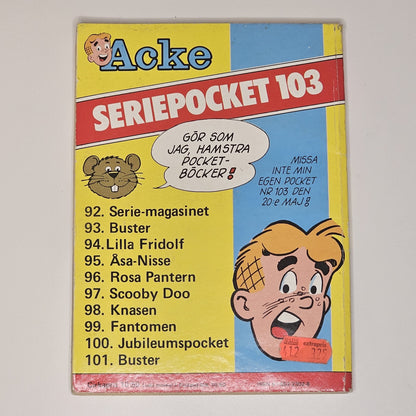 Acke
SERIEPOCKET 103
GÖR SOM
JAG, HAMSTRA
POCKET-
BÖCKER!
MISSA
INTE MIN
EGEN POCKET
NR 103 DEN
20 e MAJ!
92. Serie-magasinet
93. Buster
94. Lilla Fridolf
95. Åsa-Nisse
96. Rosa Pantern
97. Scooby Doo
98. Knasen
99. Fantomen
100. Jubileumspocket
101. Buster
extrapris